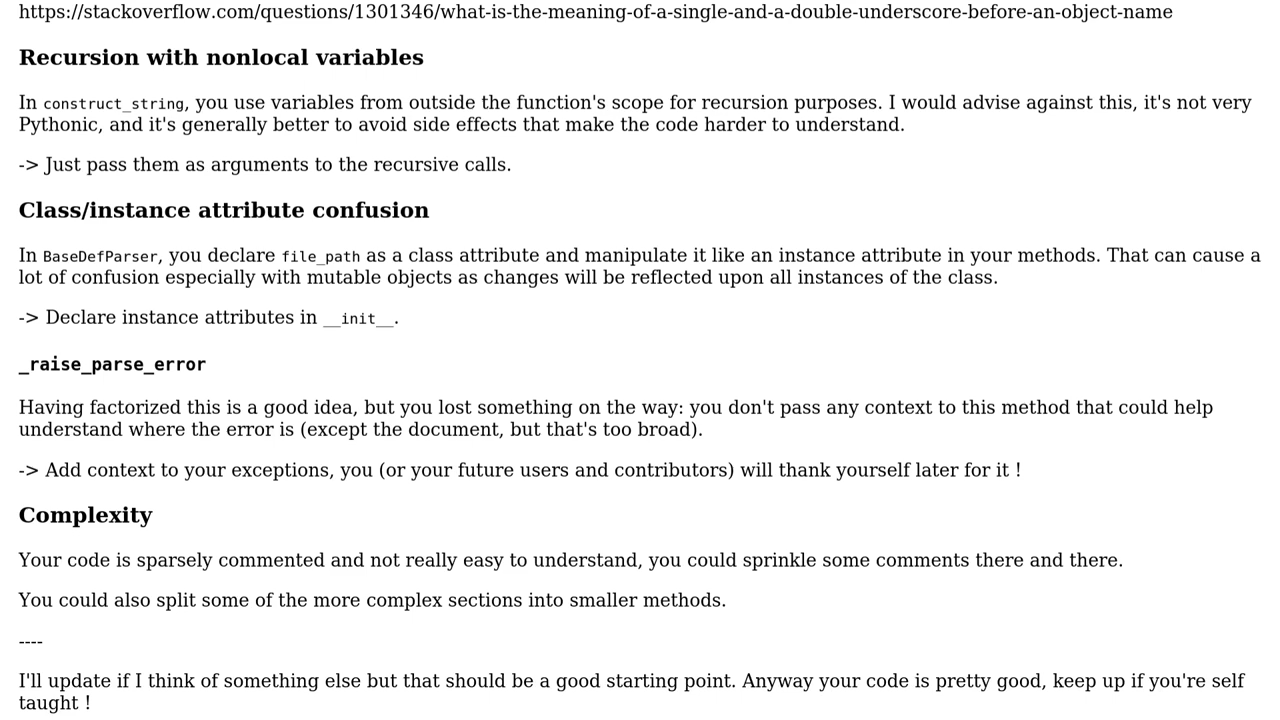 https://stackoverflow.com/questions/1301346/what-is-the-meaning-of-a-single-and-a-double-underscore-before-an-object-name
Recursion with nonlocal variables
In construct_string, you use variables from outside the function's scope for recursion purposes. I would advise against this, it's not very
Pythonic, and it's generally better to avoid side effects that make the code harder to understand.
-> Just pass them as arguments to the recursive calls.
Class/instance attribute confusion
In BaseDefParser, you declare file_path as a class attribute and manipulate it like an instance attribute in your methods. That can cause a
lot of confusion especially with mutable objects as changes will be reflected upon all instances of the class.
-> Declare instance attributes in __init__.
_raise_parse_error
Having factorized this is a good idea, but you lost something on the way: you don't pass any context to this method that could help
understand where the error is (except the document, but that's too broad).
-> Add context to your exceptions, you (or your future users and contributors) will thank yourself later for it !
Complexity
Your code is sparsely commented and not really easy to understand, you could sprinkle some comments there and there.
You could also split some of the more complex sections into smaller methods.
----
I'll update if I think of something else but that should be a good starting point. Anyway your code is pretty good, keep up if you're self
taught !